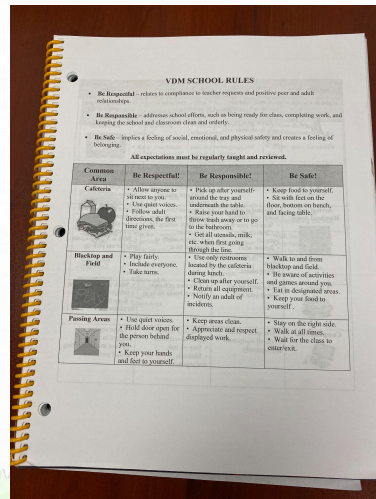 VDM SCHOOL RULES
• Be Respectful – relates to compliance to teacher requests and positive peer and adult
relationships.
• Be Responsible – addresses school efforts, such as being ready for class, completing work, and
keeping the school and classroom clean and orderly.
• Be Safe – implies a feeling of social, emotional, and physical safety and creates a feeling of
belonging.
All expectations must be regularly taught and reviewed.
Common
Area
Be Respectful!
Be Responsible!
Be Safe!
Cafeteria
• Allow anyone to
sit next to you.
• Use quiet voices.
• Follow adult
directions, the first
time given.
• Pick up after yourself-
around the tray and
underneath the table.
• Raise your hand to
throw trash away or to go
to the bathroom.
• Get all utensils, milk,
etc. when first going
through the line.
• Keep food to yourself.
• Sit with feet on the
floor, bottom on bench,
and facing table.
Blacktop and
Field
• Play fairly.
• Include everyone.
• Take turns.
• Use only restrooms
located by the cafeteria
during lunch.
• Clean up after yourself.
• Return all equipment.
• Notify an adult of
incidents.
• Walk to and from
blacktop and field.
• Be aware of activities
and games around you.
• Eat in designated areas.
• Keep your food to
yourself.
Passing Areas
• Use quiet voices.
• Hold door open for
the person behind
you.
• Keep your hands
and feet to yourself.
• Keep areas clean.
• Appreciate and respect
displayed work.
• Stay on the right side.
• Walk at all times.
• Wait for the class to
enter/exit.